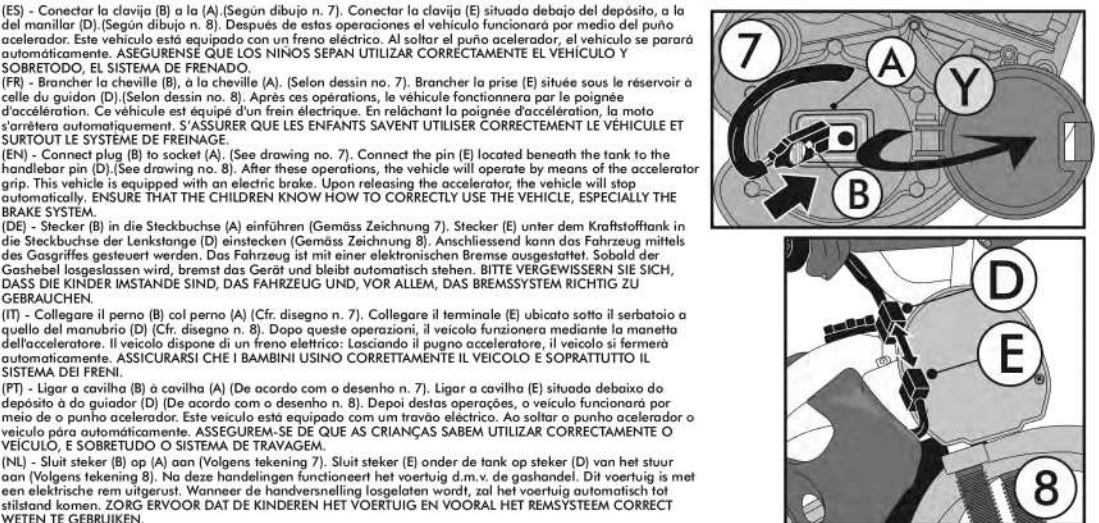 (ES) - Conectar la clavija (B) a la (A).(Según dibujo n. 7). Conectar la clavija (E) situada debajo del depósito, a la
del manillar (D).(Según dibujo n. 8). Después de estas operaciones el vehículo funcionará por medio del puño
acelerador. Este vehículo está equipado con un freno eléctrico. Al soltar el puño acelerador, el vehículo se parará
automáticamente. ASEGURENSE QUE LOS NIÑOS SEPAN UTILIZAR CORRECTAMENTE EL VEHÍCULO Y
SOBRETODO, EL SISTEMA DE FRENADO.
(FR) - Brancher la cheville (B), à la cheville (A). (Selon dessin no. 7). Brancher la prise (E) située sous le réservoir à
celle du guidon (D).(Selon dessin no. 8). Après ces opérations, le véhicule fonctionnera par le poignée
d'accélération. Ce véhicule est équipé d'un frein électrique. En relâchant la poignée d'accélération, la moto
s'arrêtera automatiquement. S'ASSURER QUE LES ENFANTS SAVENT UTILISER CORRECTEMENT LE VÉHICULE ET
SURTOUT LE SYSTÈME DE FREINAGE.
(EN) - Connect plug (B) to socket (A). (See drawing no. 7). Connect the pin (E) located beneath the tank to the
handlebar pin (D).(See drawing no. 8). After these operations, the vehicle will operate by means of the accelerator
grip. This vehicle is equipped with an electric brake. Upon releasing the accelerator, the vehicle will stop
automatically. ENSURE THAT THE CHILDREN KNOW HOW TO CORRECTLY USE THE VEHICLE, ESPECIALLY THE
BRAKE SYSTEM.
(DE) - Stecker (B) in die Steckbuchse (A) einführen (Gemäss Zeichnung 7). Stecker (E) unter dem Kraftstofftank in
die Steckbuchse der Lenkstange (D) einstecken (Gemäss Zeichnung 8). Anschliessend kann das Fahrzeug mittels
des Gasgriffes gesteuert werden. Das Fahrzeug ist mit einer elektronischen Bremse ausgestattet. Sobald der
Gashebel losgeslassen wird, bremst das Gerät und bleibt automatisch stehen. BITTE VERGEWISSERN SIE SICH,
DASS DIE KINDER IMSTANDE SIND, DAS FAHRZEUG UND, VOR ALLEM, DAS BREMSSYSTEM RICHTIG ZU
GEBRAUCHEN.
(IT) - Collegare il perno (B) col perno (A) (Cfr. disegno n. 7). Collegare il terminale (E) ubicato sotto il serbatoio a
quello del manubrio (D) (Cfr. disegno n. 8). Dopo queste operazioni, il veicolo funzionera mediante la manetta
dell'acceleratore. Il veicolo dispone di un freno elettrico: Lasciando il pugno acceleratore, il veicolo si fermerà
automaticamente. ASSICURARSI CHE I BAMBINI USINO CORRETTAMENTE IL VEICOLO E SOPRATTUTTO IL
SISTEMA DEI FRENI.
(PT) - Ligar a cavilha (B) à cavilha (A) (De acordo com o desenho n. 7). Ligar a cavilha (E) situada debaixo do
depósito à do guiador (D) (De acordo com o desenho n. 8). Depois destas operações, o veículo funcionará por
meio de o punho acelerador. Este veículo está equipado com um travão eléctrico. Ao soltar o punho acelerador o
veiculo pára automáticamente. ASSEGUREM-SE DE QUE AS CRIANÇAS SABEM UTILIZAR CORRECTAMENTE O
VEÍCULO, E SOBRETUDO O SISTEMA DE TRAVAGEM.
(NL) - Sluit steker (B) op (A) aan (Volgens tekening 7). Sluit steker (E) onder de tank op steker (D) van het stuur
aan (Volgens tekening 8). Na deze handelingen functioneert het voertuig d.m.v. de gashandel. Dit voertuig is met
een elektrische rem uitgerust. Wanneer de handversnelling losgelaten wordt, zal het voertuig automatisch tot
stilstand komen. ZORG ERVOOR DAT DE KINDEREN HET VOERTUIG EN VOORAL HET REMSYSTEEM CORRECT
WETEN TE GEBRUIKEN.
7
A
Y
B
D
E
8